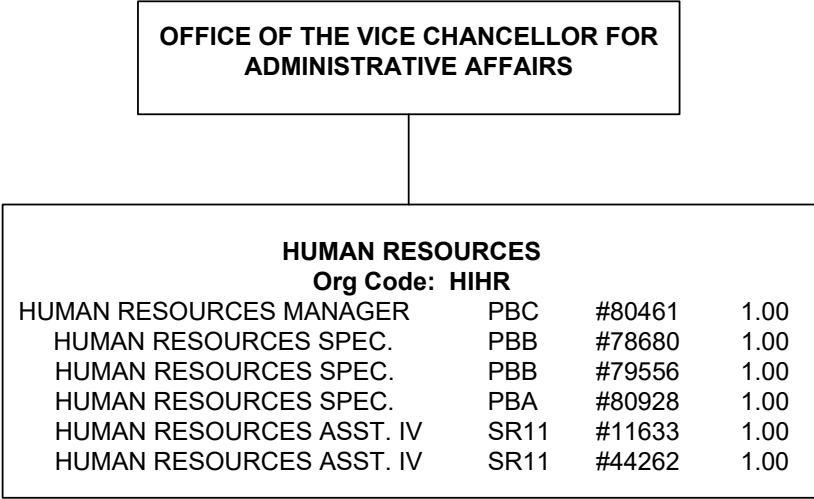 OFFICE OF THE VICE CHANCELLOR FOR
ADMINISTRATIVE AFFAIRS
HUMAN RESOURCES
Org Code: HIHR
HUMAN RESOURCES MANAGER PBC #80461 1.00
HUMAN RESOURCES SPEC. PBB #78680 1.00
HUMAN RESOURCES SPEC. PBB #79556 1.00
HUMAN RESOURCES SPEC. PBA #80928 1.00
HUMAN RESOURCES ASST. IV SR11 #11633 1.00
HUMAN RESOURCES ASST. IV SR11 #44262 1.00